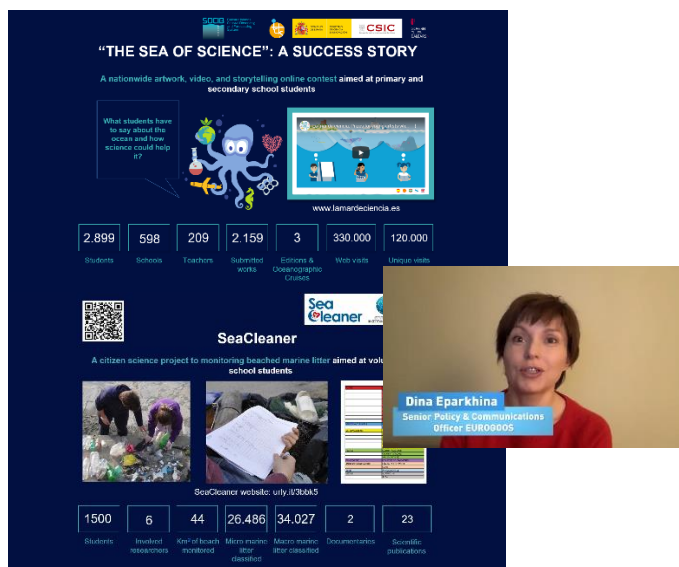 SOCIB
CSIC
“THE SEA OF SCIENCE”: A SUCCESS STORY
A nationwide artwork, video, and storytelling online contest aimed at primary and
secondary school students
What students have
to say about the
ocean and how
science could help
it?
www.lamardeciencia.es
2.899
598
209
2.159
3
330.000
120.000
Students
Schools
Teachers
Submitted
works
Editions &
Oceanographic
Cruises
Web visits
Unique visits
Sea
Cleaner
SeaCleaner
A citizen science project to monitoring beached marine litter aimed at
school students
SeaCleaner website: urly.it/3bbk5
Dina Eparkhina
Senior Policy & Communications
Officer EUROGOOS
1500
6
44
26.486
34.027
2
23
Students
Involved
researchers
Km² of beach
monitored
Micro marine
litter
classified
Macro marine
litter classified
Documentaries
Scientific
publications